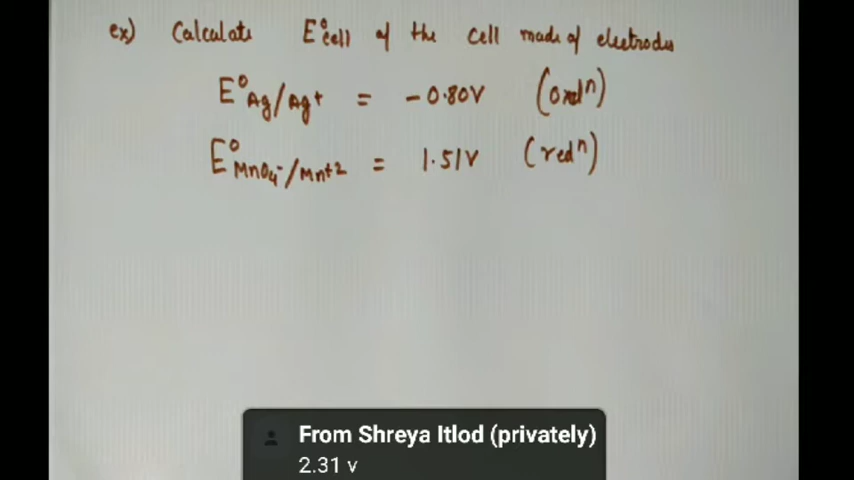 ex) Calculate E°cell of the cell made of electrodes
E°Ag/Ag+ = -0.80V (Oxdⁿ)
E°MnO4-/Mn+2 = 1.51V (redⁿ)
From Shreya Itlod (privately)
2.31 v